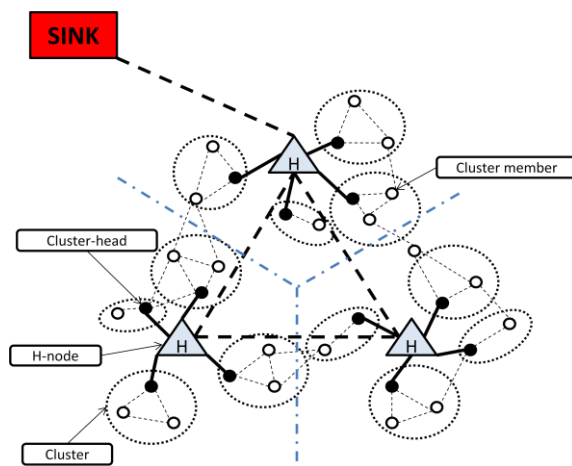 SINK
H
Cluster member
Cluster-head
H-node
H
H
Cluster